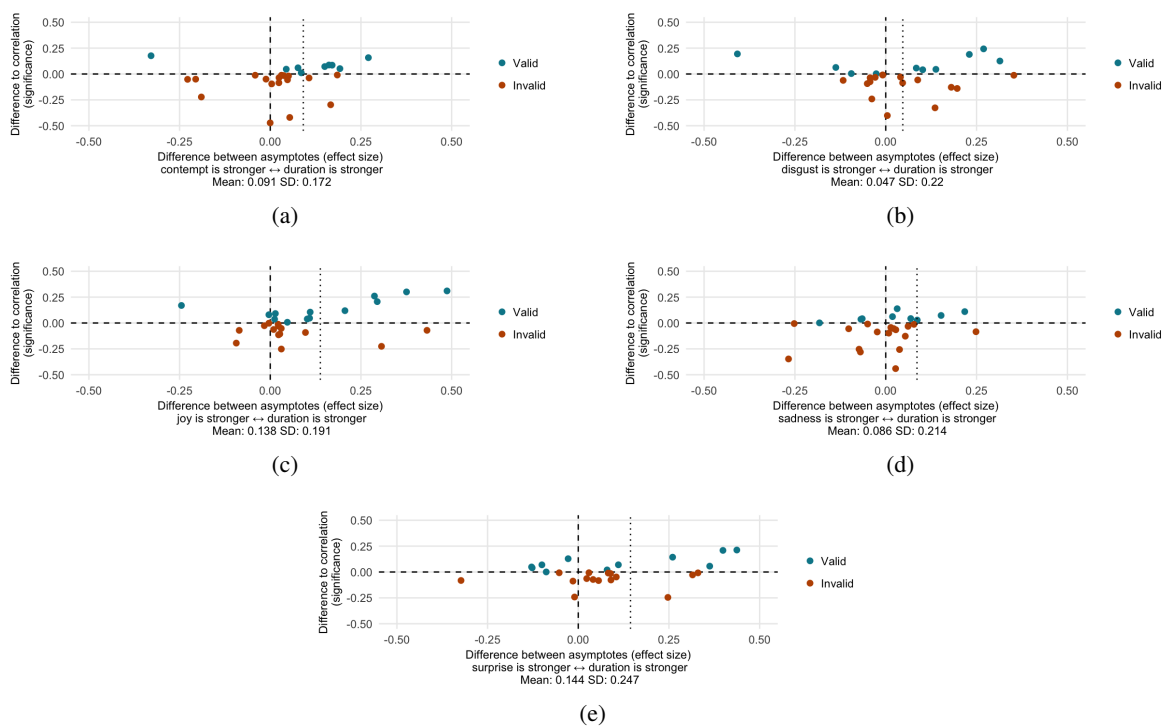 Difference to correlation
(significance)
0.50
0.25
0.00
-0.25
-0.50
-0.50
-0.25
0.00
0.25
0.50
Difference between asymptotes (effect size)
contempt is stronger ↔ duration is stronger
Mean: 0.091 SD: 0.172
Valid
Invalid
(a)
Difference to correlation
(significance)
0.50
0.25
0.00
-0.25
-0.50
-0.50
-0.25
0.00
0.25
0.50
Difference between asymptotes (effect size)
disgust is stronger ↔ duration is stronger
Mean: 0.047 SD: 0.22
Valid
Invalid
(b)
Difference to correlation
(significance)
0.50
0.25
0.00
-0.25
-0.50
-0.50
-0.25
0.00
0.25
0.50
Difference between asymptotes (effect size)
joy is stronger ↔ duration is stronger
Mean: 0.138 SD: 0.191
Valid
Invalid
(c)
Difference to correlation
(significance)
0.50
0.25
0.00
-0.25
-0.50
-0.50
-0.25
0.00
0.25
0.50
Difference between asymptotes (effect size)
sadness is stronger ↔ duration is stronger
Mean: 0.086 SD: 0.214
Valid
Invalid
(d)
Difference to correlation
(significance)
0.50
0.25
0.00
-0.25
-0.50
-0.50
-0.25
0.00
0.25
0.50
Difference between asymptotes (effect size)
surprise is stronger ↔ duration is stronger
Mean: 0.144 SD: 0.247
Valid
Invalid
(e)